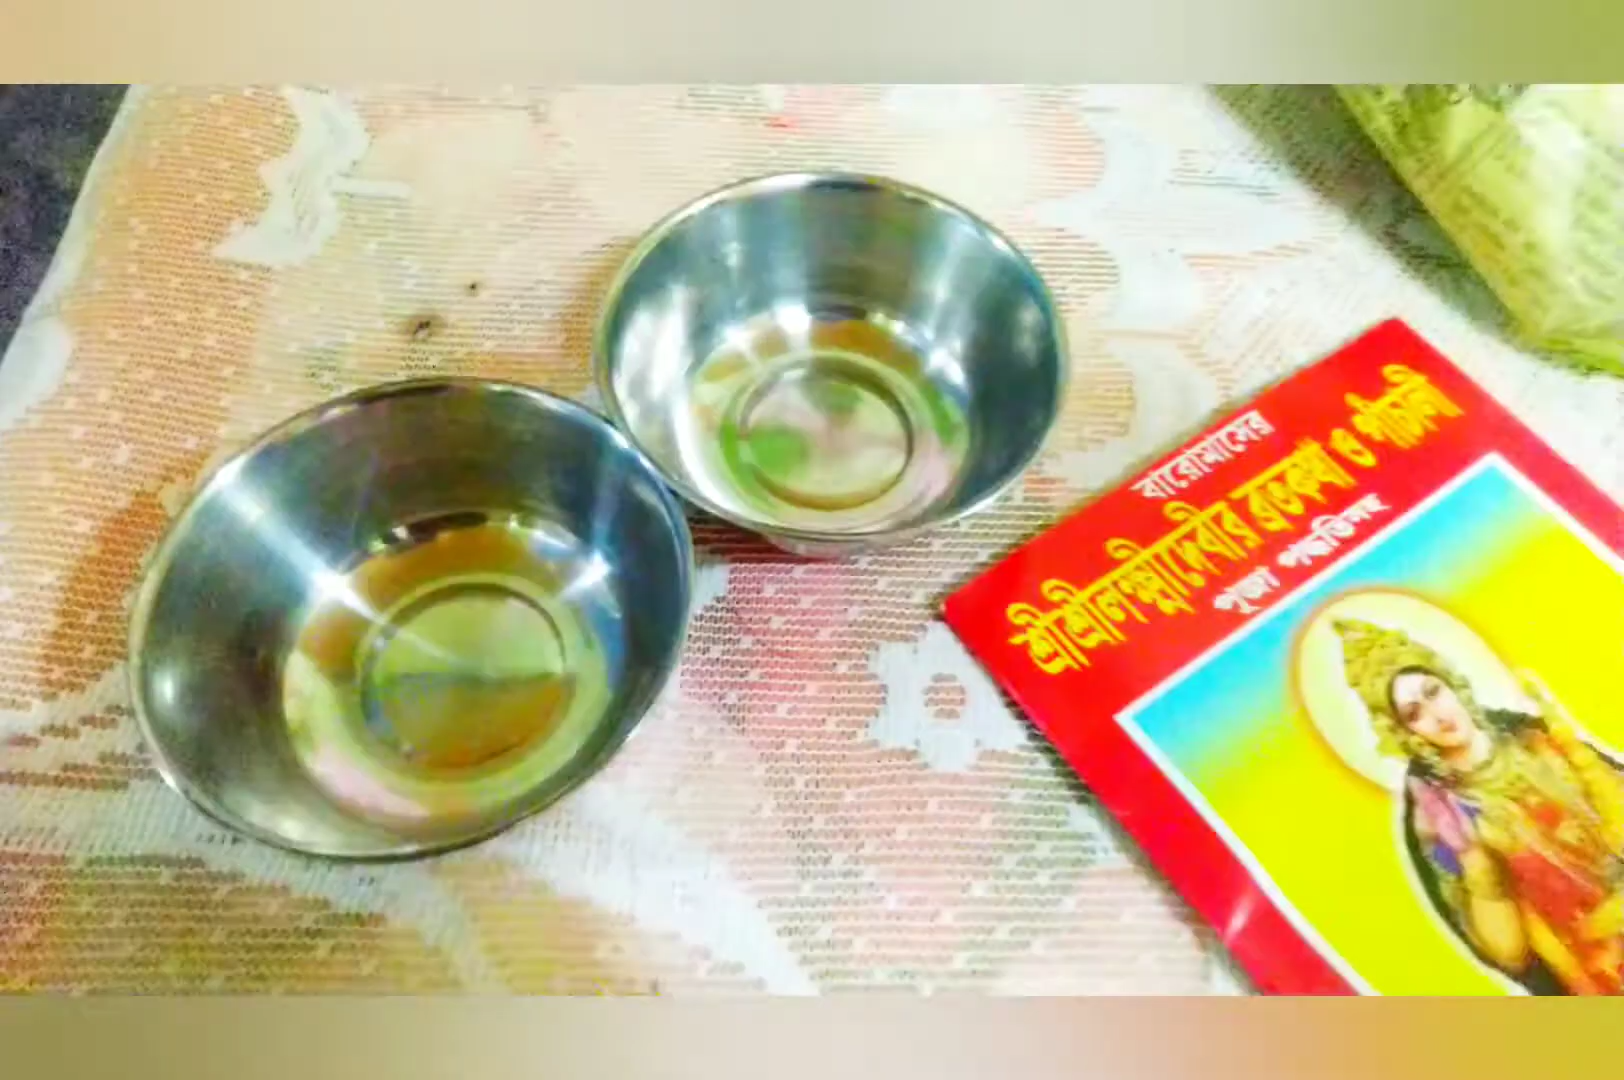 বারোমাসের
শ্রীশ্রীলক্ষ্মীদেবীর ব্রতকথা ও পাঁচালী
পূজা পদ্ধতিসহ